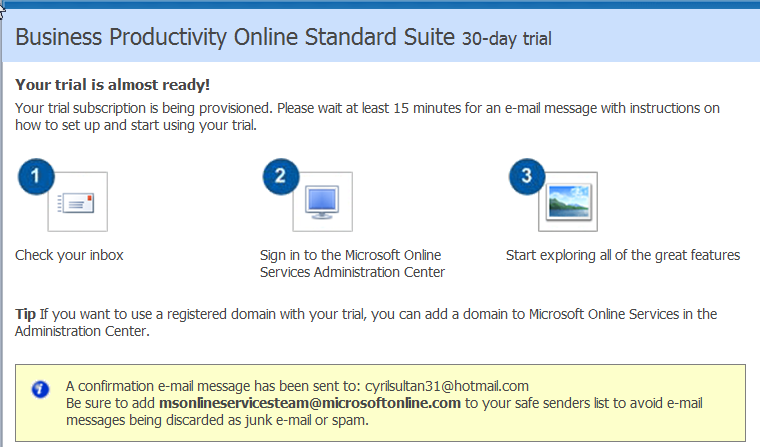 Business Productivity Online Standard Suite 30-day trial
Your trial is almost ready!
Your trial subscription is being provisioned. Please wait at least 15 minutes for an e-mail message with instructions on
how to set up and start using your trial.
1
2
3
Check your inbox
Sign in to the Microsoft Online
Services Administration Center
Start exploring all of the great features
Tip If you want to use a registered domain with your trial, you can add a domain to Microsoft Online Services in the
Administration Center.
A confirmation e-mail message has been sent to: cyrilsultan31@hotmail.com
Be sure to add msonlineservicesteam@microsoftonline.com to your safe senders list to avoid e-mail
messages being discarded as junk e-mail or spam.